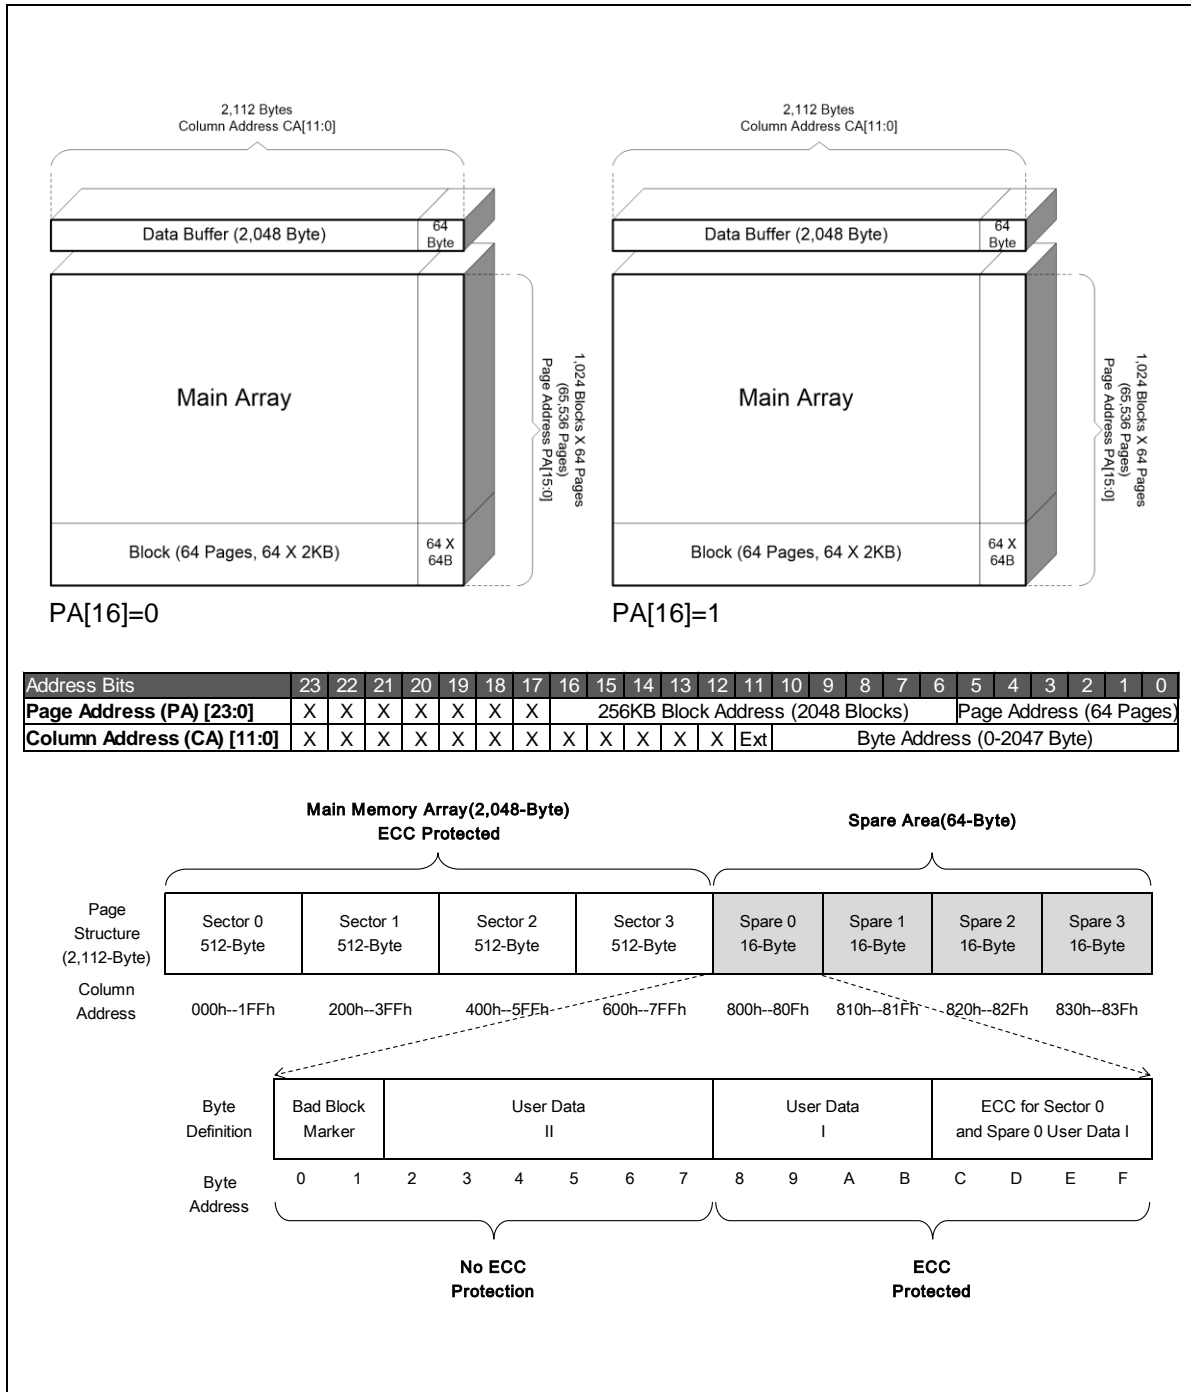 2,112 Bytes
Column Address CA[11:0]
2,112 Bytes
Column Address CA[11:0]
Data Buffer (2,048 Byte)
64
Byte
Data Buffer (2,048 Byte)
64
Byte
Main Array
1,024 Blocks X 64 Pages
(65,536 Pages)
Page Address PA[15:0]
Main Array
1,024 Blocks X 64 Pages
(65,536 Pages)
Page Address PA[15:0]
Block (64 Pages, 64 X 2KB)
64 X
64B
Block (64 Pages, 64 X 2KB)
64 X
64B
PA[16]=0
PA[16]=1
Address Bits 23 22 21 20 19 18 17 16 15 14 13 12 11 10 9 8 7 6 5 4 3 2 1 0
Page Address (PA) [23:0] X X X X X X X 256KB Block Address (2048 Blocks) Page Address (64 Pages)
Column Address (CA) [11:0] X X X X X X X X X X X X Ext Byte Address (0-2047 Byte)
Main Memory Array(2,048-Byte)
ECC Protected
Spare Area(64-Byte)
Page
Structure
(2,112-Byte)
Sector 0
512-Byte
Sector 1
512-Byte
Sector 2
512-Byte
Sector 3
512-Byte
Spare 0
16-Byte
Spare 1
16-Byte
Spare 2
16-Byte
Spare 3
16-Byte
Column
Address
000h--1FFh 200h--3FFh 400h--5FFh 600h--7FFh 800h--80Fh 810h--81Fh 820h--82Fh 830h--83Fh
Byte
Definition
Bad Block
Marker
User Data
II
User Data
I
ECC for Sector 0
and Spare 0 User Data I
Byte
Address
0 1 2 3 4 5 6 7 8 9 A B C D E F
No ECC
Protection
ECC
Protected